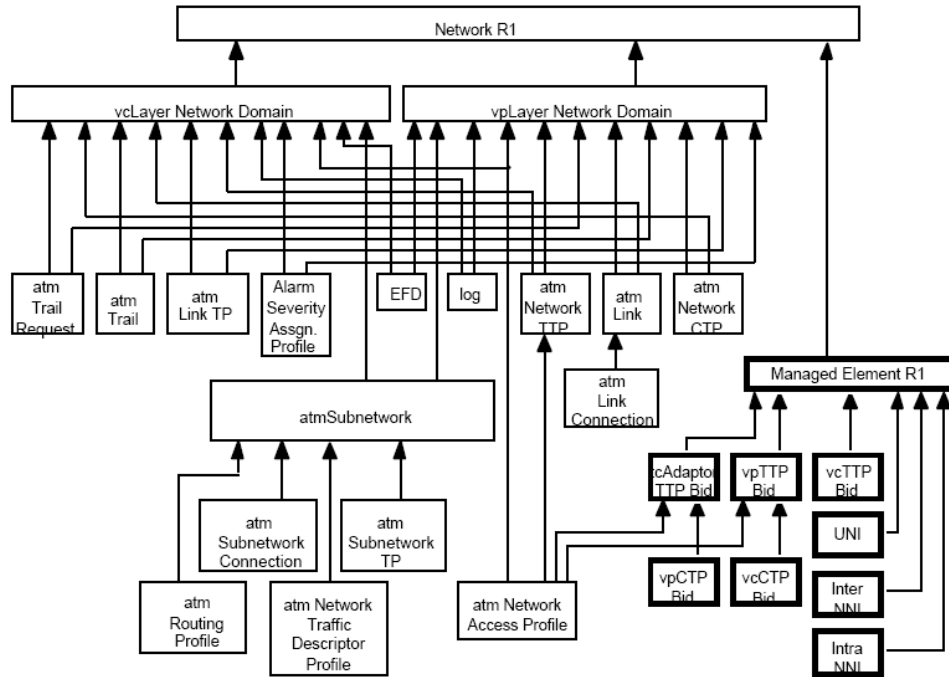 Network R1
vcLayer Network Domain
vpLayer Network Domain
atm
Trail
Request
atm
Trail
atm
Link TP
Alarm
Severity
Assgn.
Profile
EFD
log
atm
Network
TTP
atm
Link
atm
Network
CTP
Managed Element R1
atmSubnetwork
atm
Link
Connection
tcAdaptor
TTP Bid
vpTTP
Bid
vcTTP
Bid
atm
Subnetwork
Connection
atm
Subnetwork
TP
UNI
vpCTP
Bid
vcCTP
Bid
Inter
NNI
atm
Routing
Profile
atm Network
Traffic
Descriptor
Profile
atm Network
Access Profile
Intra
NNI